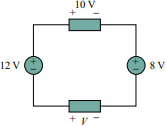 10 V
+ −
12 V + −
+ − 8 V
+ V −